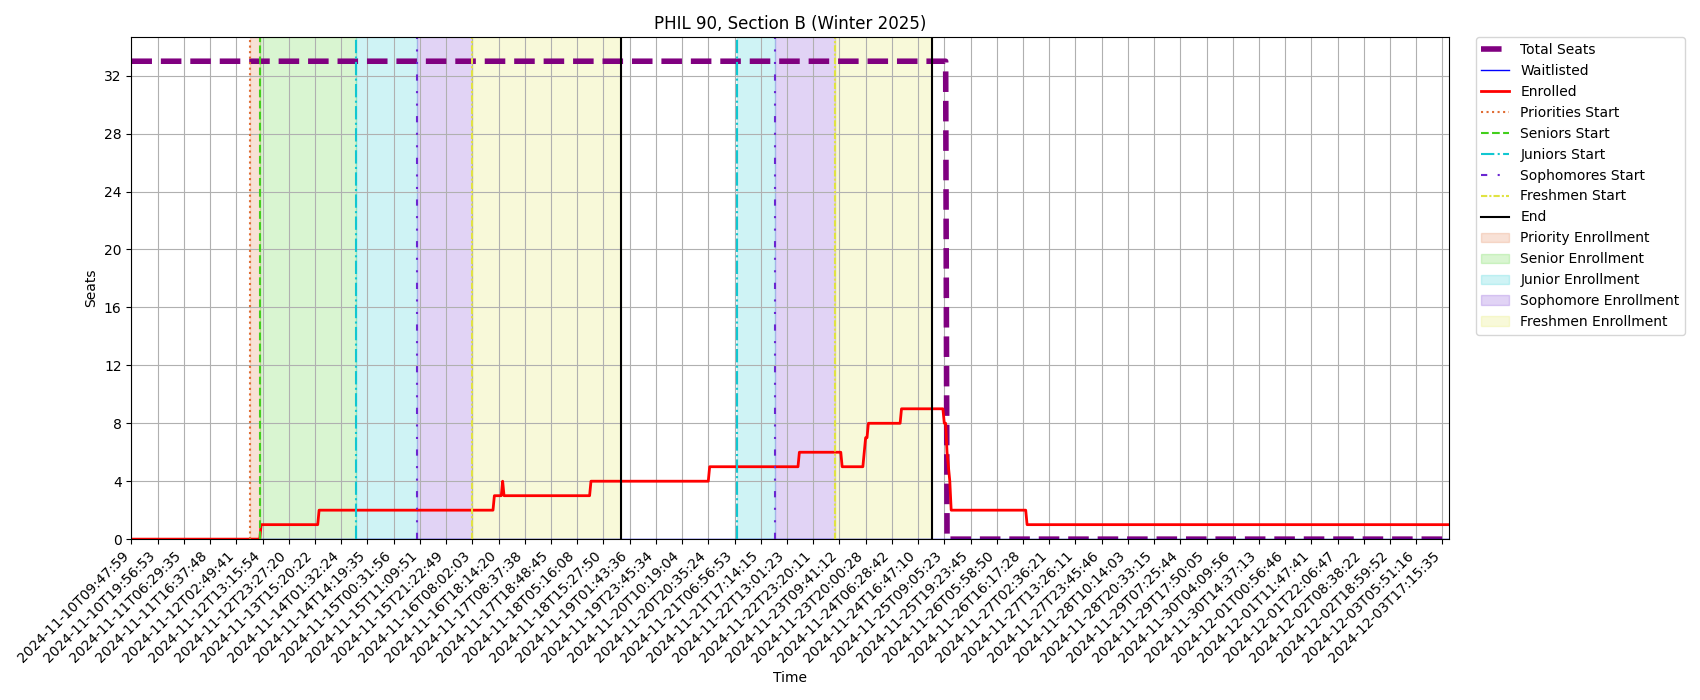 PHIL 90, Section B (Winter 2025)
Seats
32
28
24
20
16
12
8
4
0
2024-11-10T09:47:59
2024-11-10T19:56:53
2024-11-11T06:29:35
2024-11-11T16:37:48
2024-11-12T02:49:41
2024-11-12T13:15:54
2024-11-12T23:27:20
2024-11-13T15:20:22
2024-11-14T01:32:24
2024-11-14T14:19:35
2024-11-15T00:31:56
2024-11-15T11:09:51
2024-11-15T21:22:49
2024-11-16T08:02:03
2024-11-16T18:14:20
2024-11-17T08:37:38
2024-11-17T18:48:45
2024-11-18T05:16:08
2024-11-18T15:27:50
2024-11-19T01:43:36
2024-11-19T23:45:34
2024-11-20T10:19:04
2024-11-20T20:35:24
2024-11-21T06:56:53
2024-11-21T17:14:15
2024-11-22T13:01:23
2024-11-22T23:20:11
2024-11-23T09:41:12
2024-11-23T20:00:28
2024-11-24T06:28:42
2024-11-24T16:47:10
2024-11-25T09:05:23
2024-11-25T19:23:45
2024-11-26T05:58:50
2024-11-26T16:17:28
2024-11-27T02:36:21
2024-11-27T13:26:11
2024-11-27T23:45:46
2024-11-28T10:14:03
2024-11-28T20:33:15
2024-11-29T07:25:44
2024-11-29T17:50:05
2024-11-30T04:09:56
2024-11-30T14:37:13
2024-12-01T00:56:46
2024-12-01T11:47:41
2024-12-01T22:06:47
2024-12-02T08:38:22
2024-12-02T18:59:52
2024-12-03T05:51:16
2024-12-03T17:15:35
Time
Total Seats
Waitlisted
Enrolled
Priorities Start
Seniors Start
Juniors Start
Sophomores Start
Freshmen Start
End
Priority Enrollment
Senior Enrollment
Junior Enrollment
Sophomore Enrollment
Freshmen Enrollment